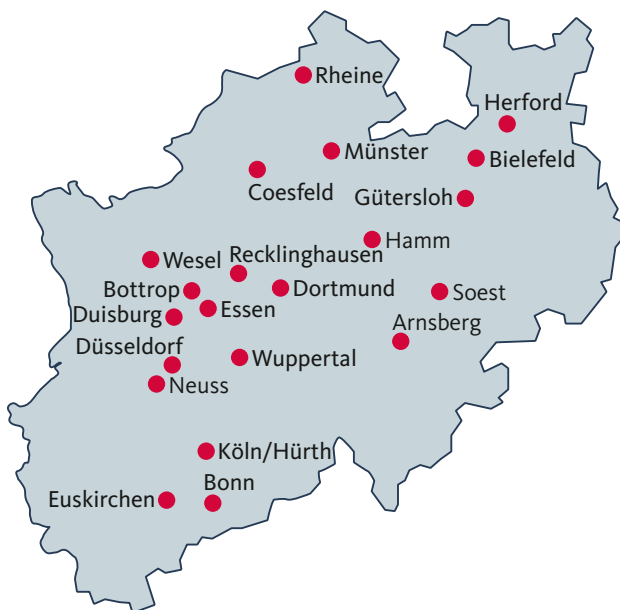 Rheine
Herford
Münster
Bielefeld
Coesfeld
Gütersloh
Hamm
Recklinghausen
Wesel
Bottrop
Dortmund
Soest
Duisburg
Essen
Arnsberg
Düsseldorf
Wuppertal
Neuss
Köln/Hürth
Bonn
Euskirchen